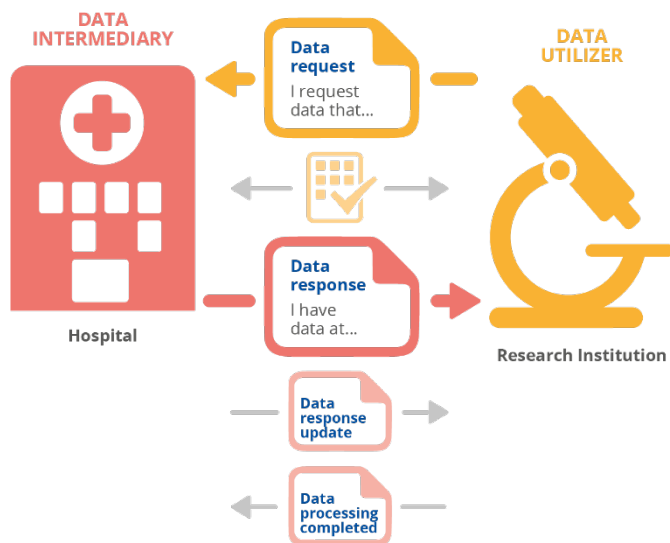 DATA
INTERMEDIARY
DATA
UTILIZER
Data
request
I request
data that...
Data
response
I have
data at...
Hospital
Research Institution
Data
response
update
Data
processing
completed